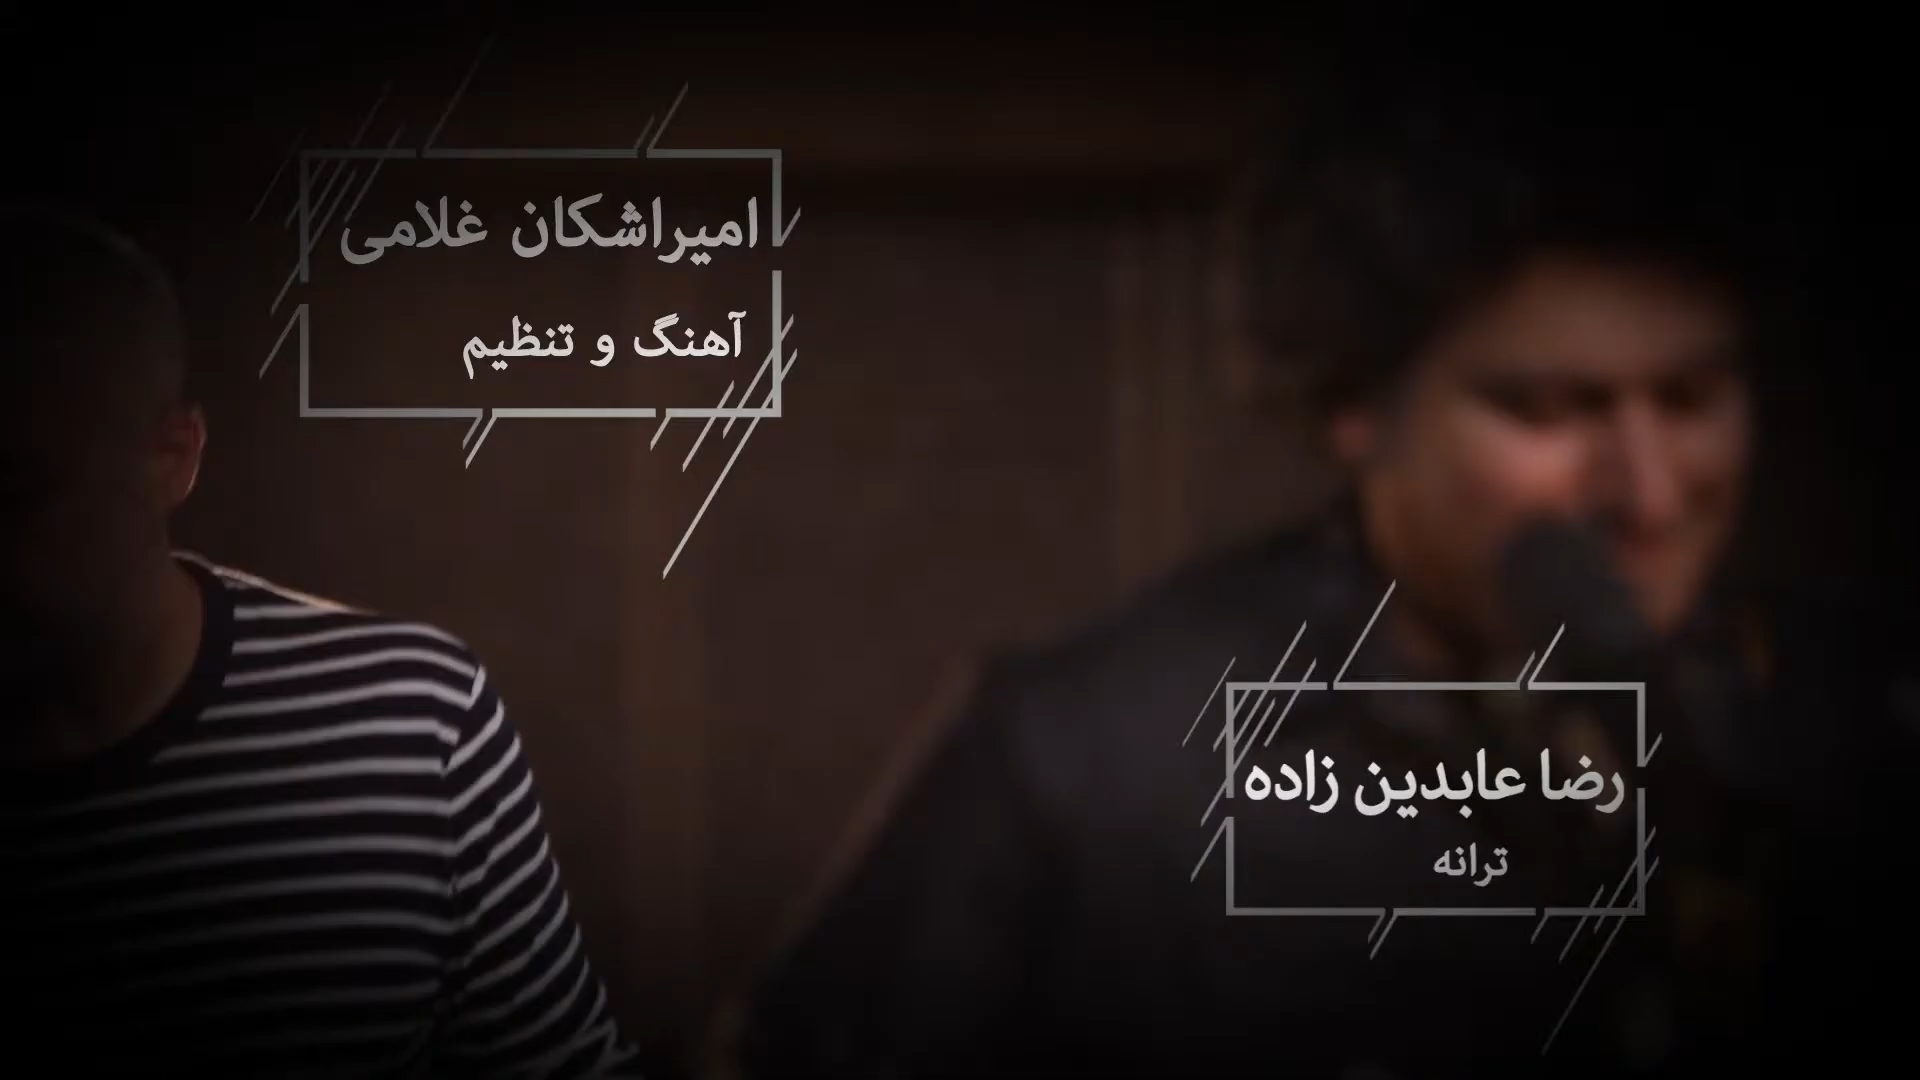 امیراشکان غلامی
آهنگ و تنظیم
رضا عابدین زاده
ترانه